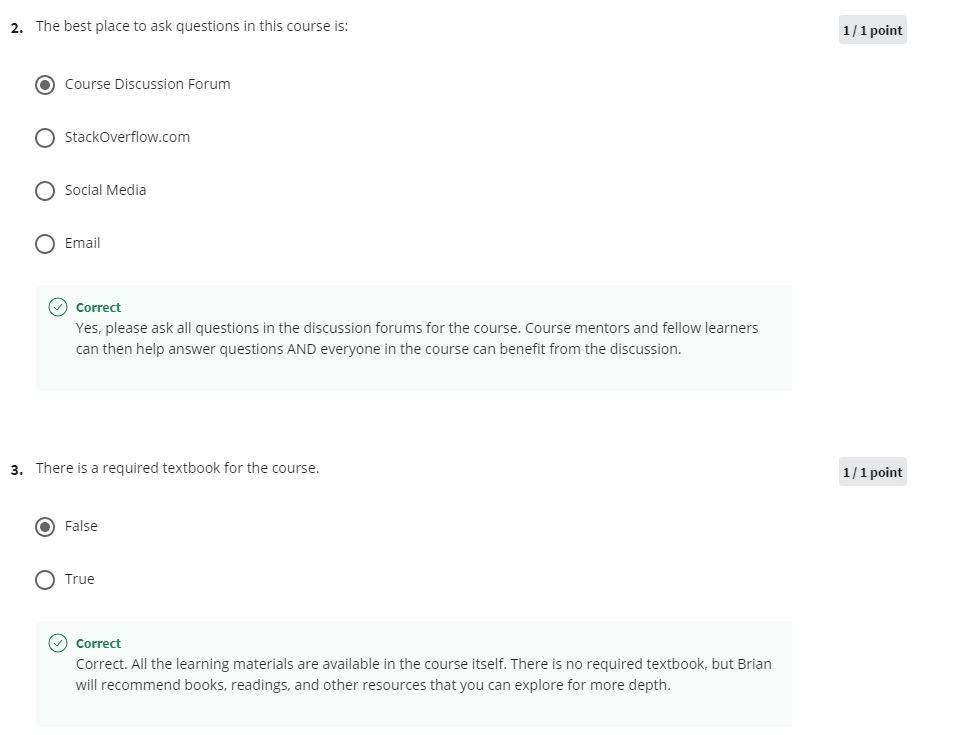 2. The best place to ask questions in this course is:
1 / 1 point
Course Discussion Forum
StackOverflow.com
Social Media
Email
Correct
Yes, please ask all questions in the discussion forums for the course. Course mentors and fellow learners
can then help answer questions AND everyone in the course can benefit from the discussion.
3. There is a required textbook for the course.
1 / 1 point
False
True
Correct
Correct. All the learning materials are available in the course itself. There is no required textbook, but Brian
will recommend books, readings, and other resources that you can explore for more depth.